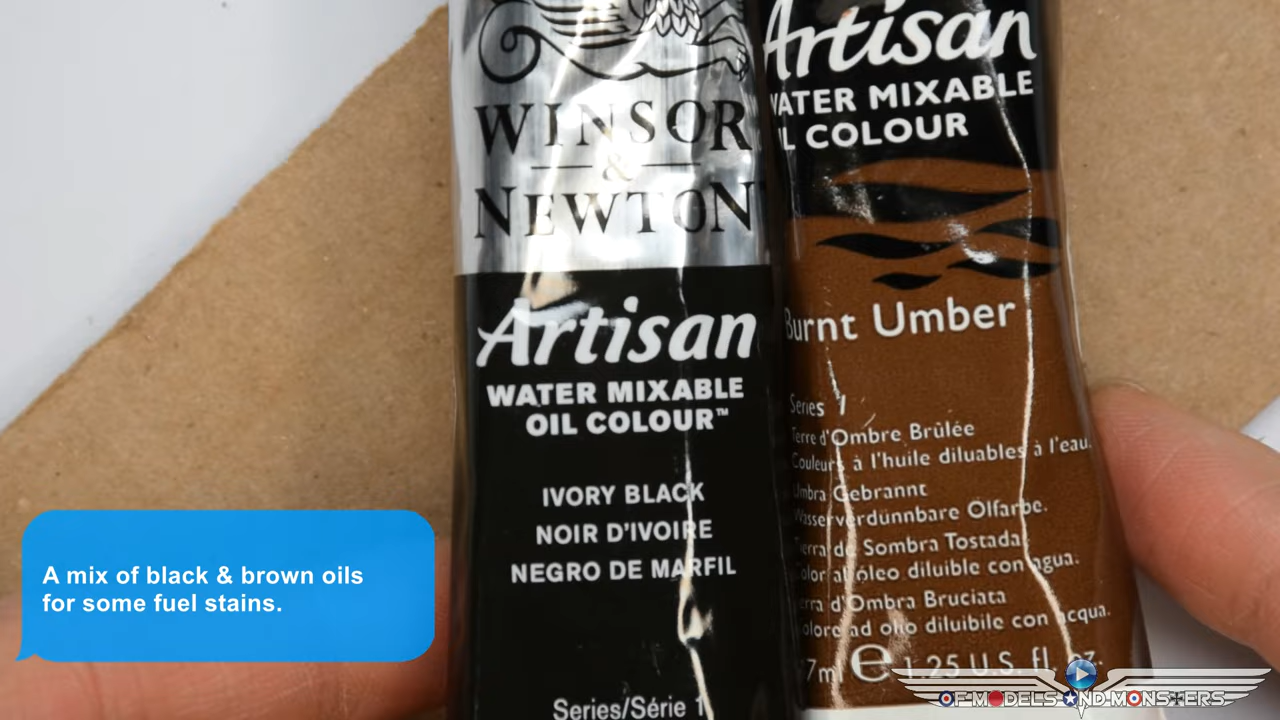 WINSOR
&
NEWTON
Artisan
WATER MIXABLE
OIL COLOUR™
IVORY BLACK
NOIR D'IVOIRE
NEGRO DE MARFIL
Series/Série 1
Artisan
WATER MIXABLE
OIL COLOUR
Burnt Umber
Series 1
Terre d'Ombre Brûlée
Couleurs à l'huile diluables à l'eau.
Umbra Gebrannt
Wasserverdünnbare Ölfarbe.
Tierra de Sombra Tostada
Color al óleo diluible con agua.
Terra d'Ombra Bruciata
Colore ad olio diluibile con acqua.
37ml e 1.25 U.S. fl. oz.
A mix of black & brown oils
for some fuel stains.
OF MODELS AND MONSTERS